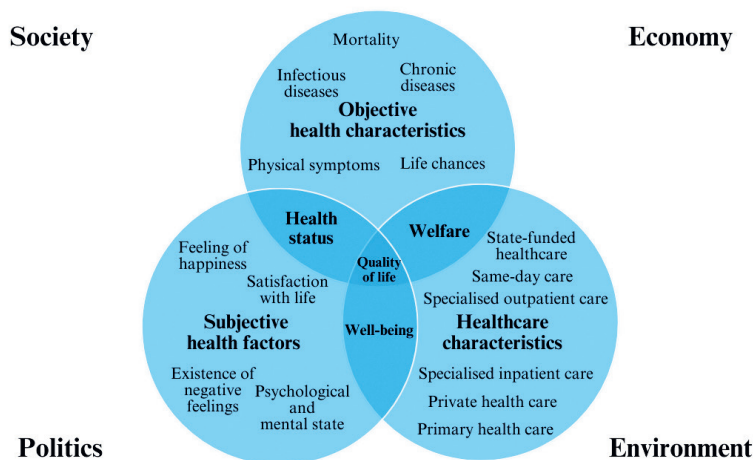 Society
Economy
Mortality
Infectious
diseases
Chronic
diseases
Objective
health characteristics
Physical symptoms
Life chances
Health
status
Welfare
Quality
of life
Well-being
Feeling of
happiness
Satisfaction
with life
Subjective
health factors
Existence of
negative
feelings
Psychological
and
mental state
State-funded
healthcare
Same-day care
Specialised outpatient care
Healthcare
characteristics
Specialised inpatient care
Private health care
Primary health care
Politics
Environment